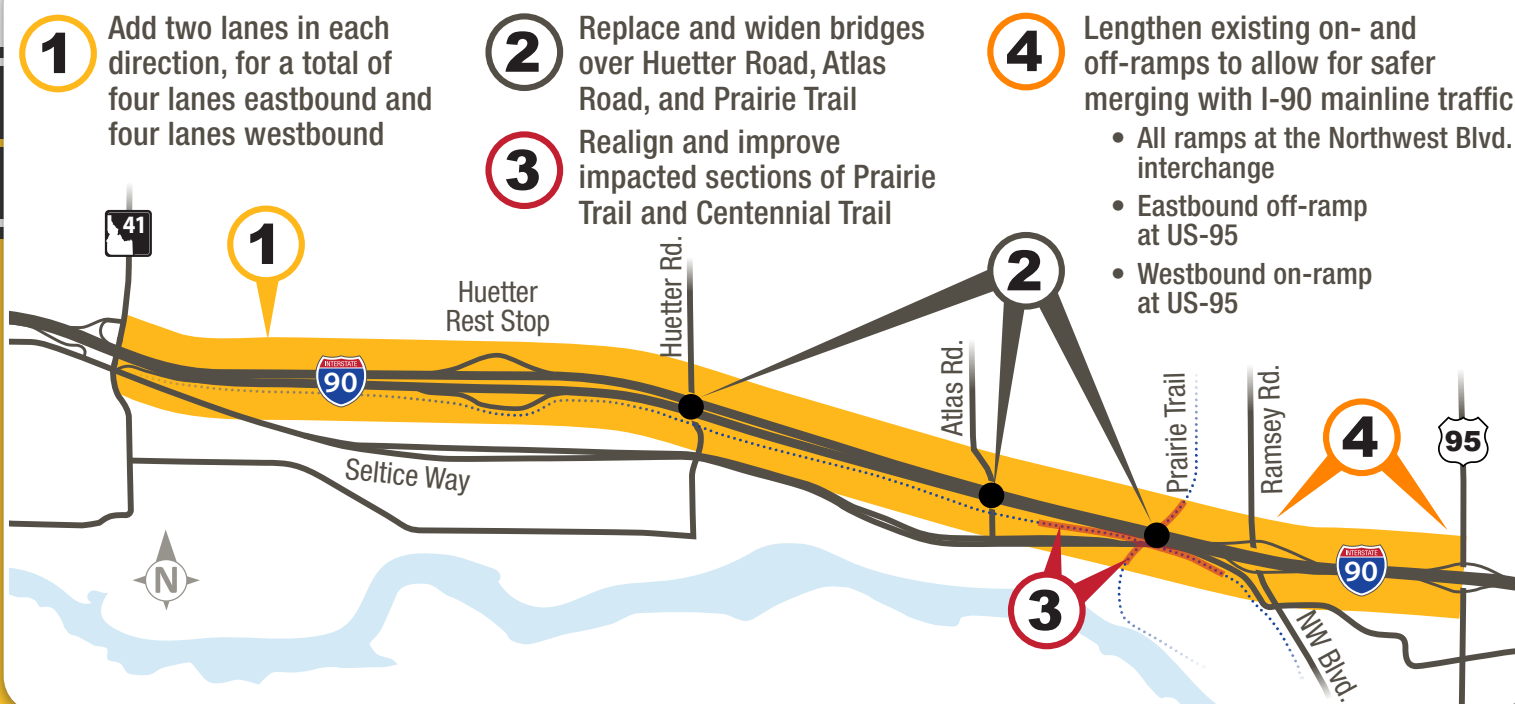 1
Add two lanes in each
direction, for a total of
four lanes eastbound and
four lanes westbound
2
Replace and widen bridges
over Huetter Road, Atlas
Road, and Prairie Trail
3
Realign and improve
impacted sections of Prairie
Trail and Centennial Trail
4
Lengthen existing on- and
off-ramps to allow for safer
merging with I-90 mainline traffic
• All ramps at the Northwest Blvd.
interchange
• Eastbound off-ramp
at US-95
• Westbound on-ramp
at US-95
41
1
Huetter
Rest Stop
Huetter Rd.
2
INTERSTATE
90
Atlas Rd.
Prairie Trail
Ramsey Rd.
4
95
Seltice Way
N
3
INTERSTATE
90
NW Blvd.